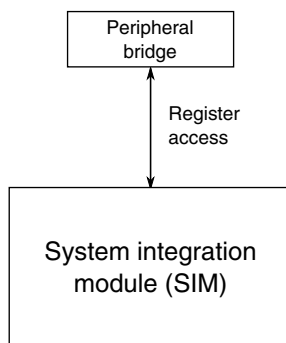 Peripheral
bridge
Register
access
System integration
module (SIM)